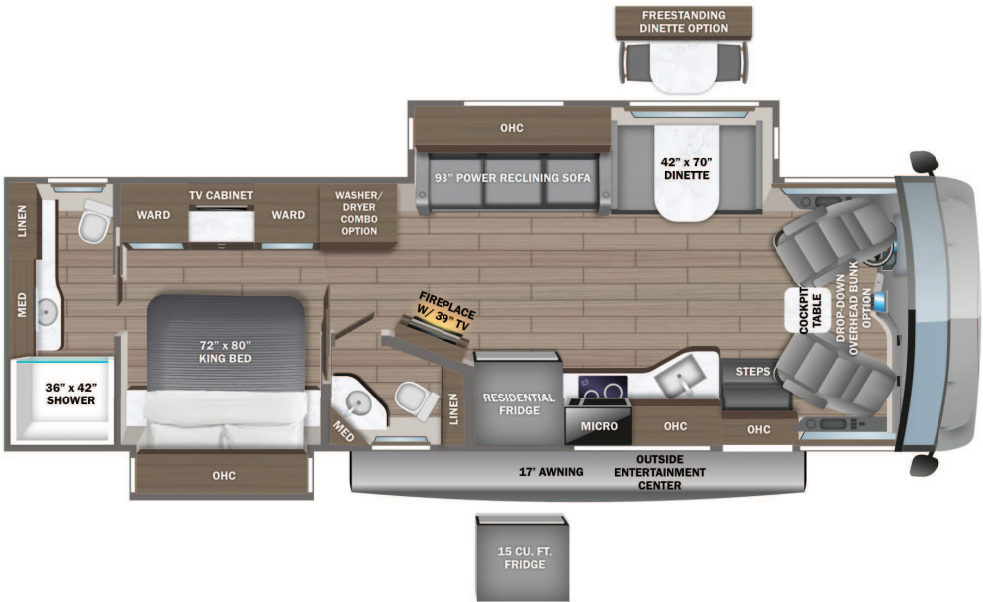 FREESTANDING
DINETTE OPTION
OHC
93" POWER RECLINING SOFA
42" x 70"
DINETTE
LINEN
TV CABINET
WARD
WARD
WASHER/
DRYER
COMBO
OPTION
MED
72" x 80"
KING BED
FIREPLACE
W/ 39" TV
COCKPIT
TABLE
DROP-DOWN
OVERHEAD BUNK
OPTION
36" x 42"
SHOWER
MED
LINEN
RESIDENTIAL
FRIDGE
MICRO
OHC
STEPS
OHC
OHC
17' AWNING
OUTSIDE
ENTERTAINMENT
CENTER
15 CU. FT.
FRIDGE